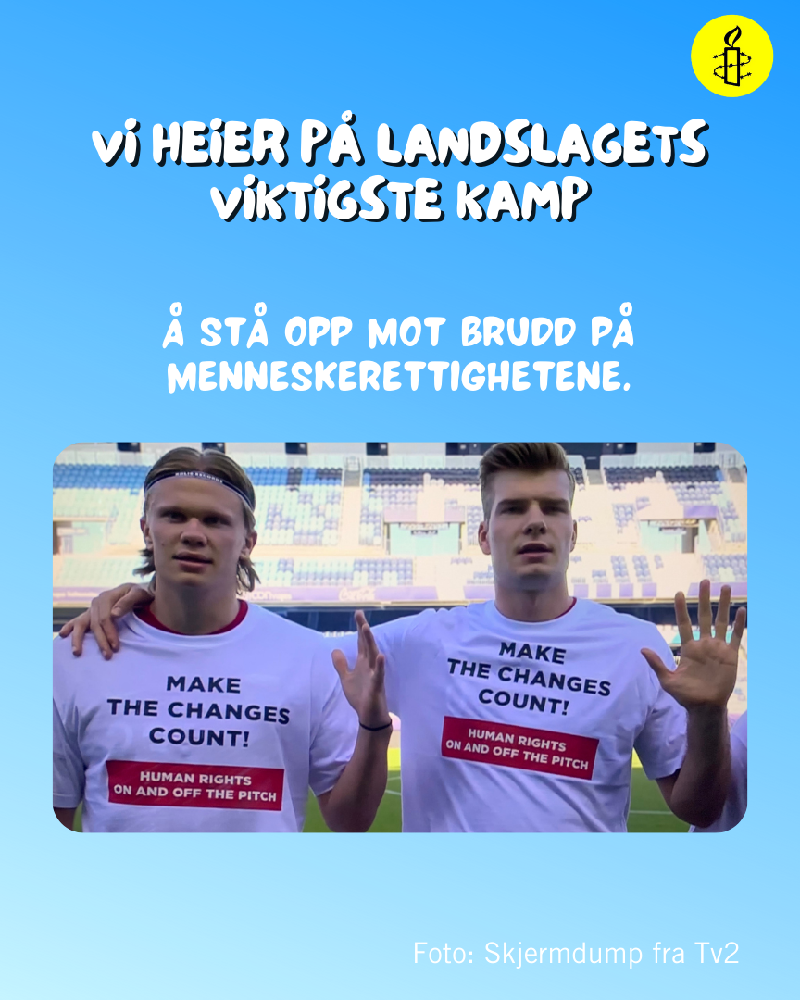 Vi HEiER PÅ LANDSLAGETS
ViKTiGSTE KAMP
Å STÅ OPP MOT BRUDD PÅ
MENNESKERETTIGHETENE.
MAKE
THE CHANGES
COUNT!
HUMAN RIGHTS
ON AND OFF THE PITCH
MAKE
THE CHANGES
COUNT!
HUMAN RIGHTS
ON AND OFF THE PITCH
Foto: Skjermdump fra Tv2